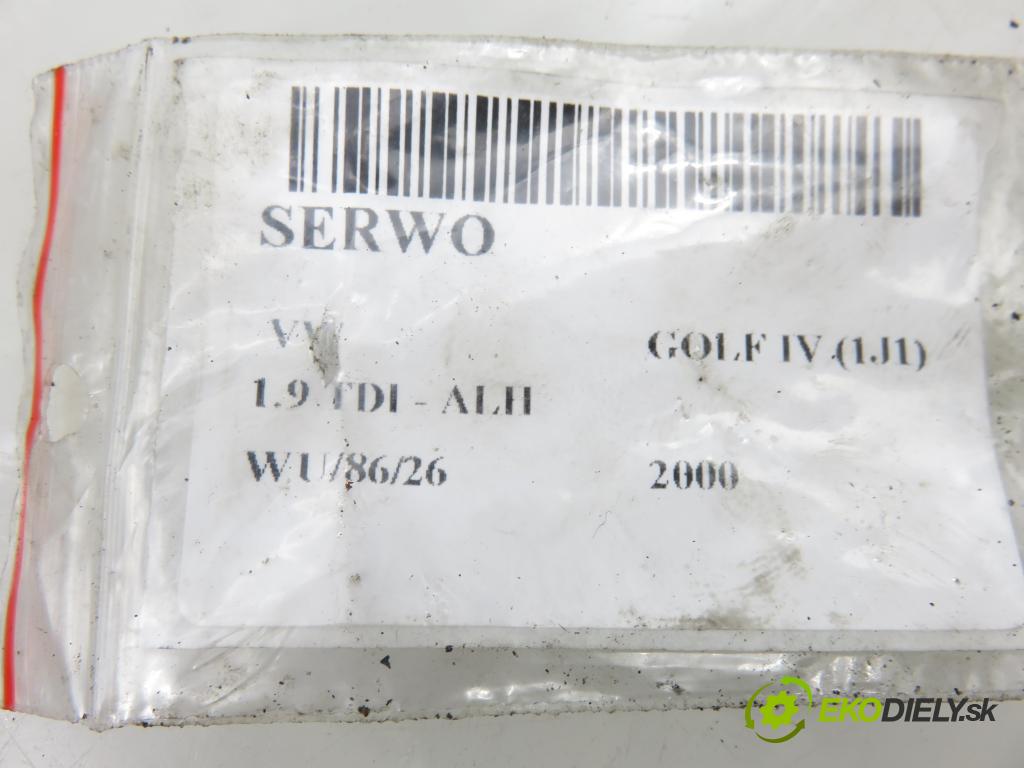 SERWO
VW GOLF IV (1J1)
1.9 TDI - ALH
WU/86/26 2000
EKODIELY.sk